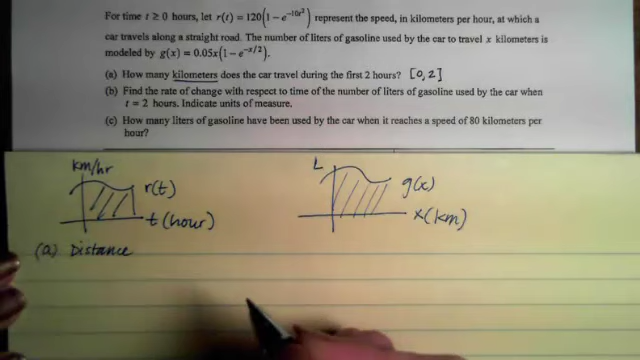 For time t ≥ 0 hours, let r(t) = 120(1 − e^{−10t²}) represent the speed, in kilometers per hour, at which a
car travels along a straight road. The number of liters of gasoline used by the car to travel x kilometers is
modeled by g(x) = 0.05x(1 − e^{−x/2}).
(a) How many kilometers does the car travel during the first 2 hours? [0,2]
(b) Find the rate of change with respect to time of the number of liters of gasoline used by the car when
t = 2 hours. Indicate units of measure.
(c) How many liters of gasoline have been used by the car when it reaches a speed of 80 kilometers per
hour?
km/hr
r(t)
t (hour)
L
g(x)
x(km)
(a) Distance